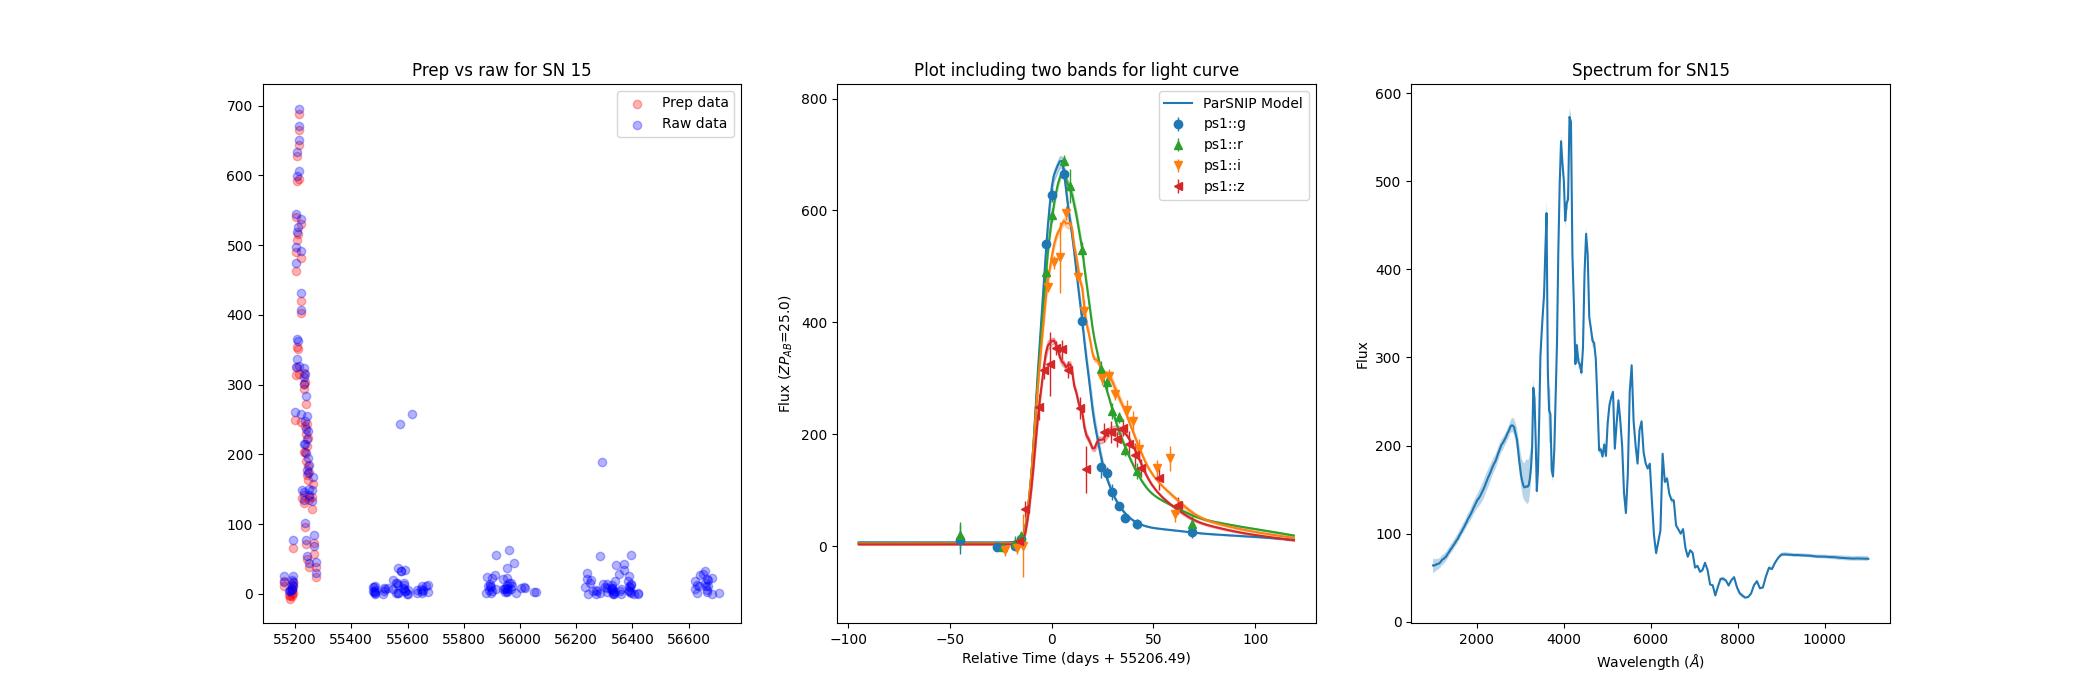 Prep vs raw for SN 15
Prep data
Raw data
700
600
500
400
300
200
100
0
55200 55400 55600 55800 56000 56200 56400 56600
Plot including two bands for light curve
ParSNIP Model
ps1::g
ps1::r
ps1::i
ps1::z
800
600
400
200
0
Flux (ZP_AB=25.0)
−100 −50 0 50 100
Relative Time (days + 55206.49)
Spectrum for SN15
600
500
400
300
200
100
0
Flux
2000 4000 6000 8000 10000
Wavelength (Å)